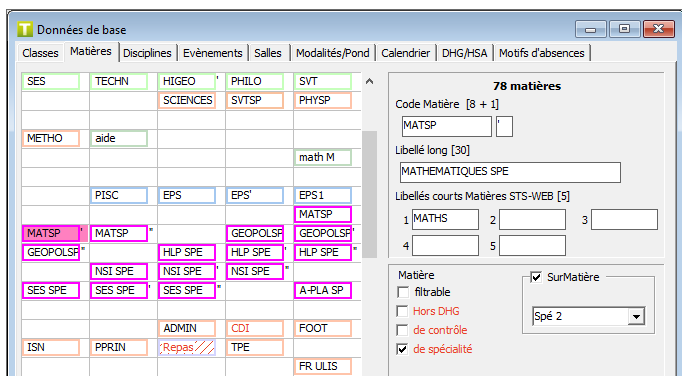 Données de base
Classes Matières Disciplines Evènements Salles Modalités/Pond Calendrier DHG/HSA Motifs d'absences
SES TECHN HIGEO ' PHILO SVT
SCIENCES SVTSP PHYSP
METHO aide
math M
PISC EPS EPS' EPS1
MATSP
MATSP ' MATSP " GEOPOLSP GEOPOLSP '
GEOPOLSP " HLP SPE HLP SPE ' HLP SPE "
NSI SPE NSI SPE ' NSI SPE "
SES SPE SES SPE ' SES SPE " A-PLA SP
ADMIN CDI FOOT
ISN PPRIN Repas TPE
FR ULIS
78 matières
Code Matière [8 + 1]
MATSP '
Libellé long [30]
MATHEMATIQUES SPE
Libellés courts Matières STS-WEB [5]
1 MATHS 2 3
4 5
Matière
filtrable
Hors DHG
de contrôle
de spécialité
SurMatière
Spé 2